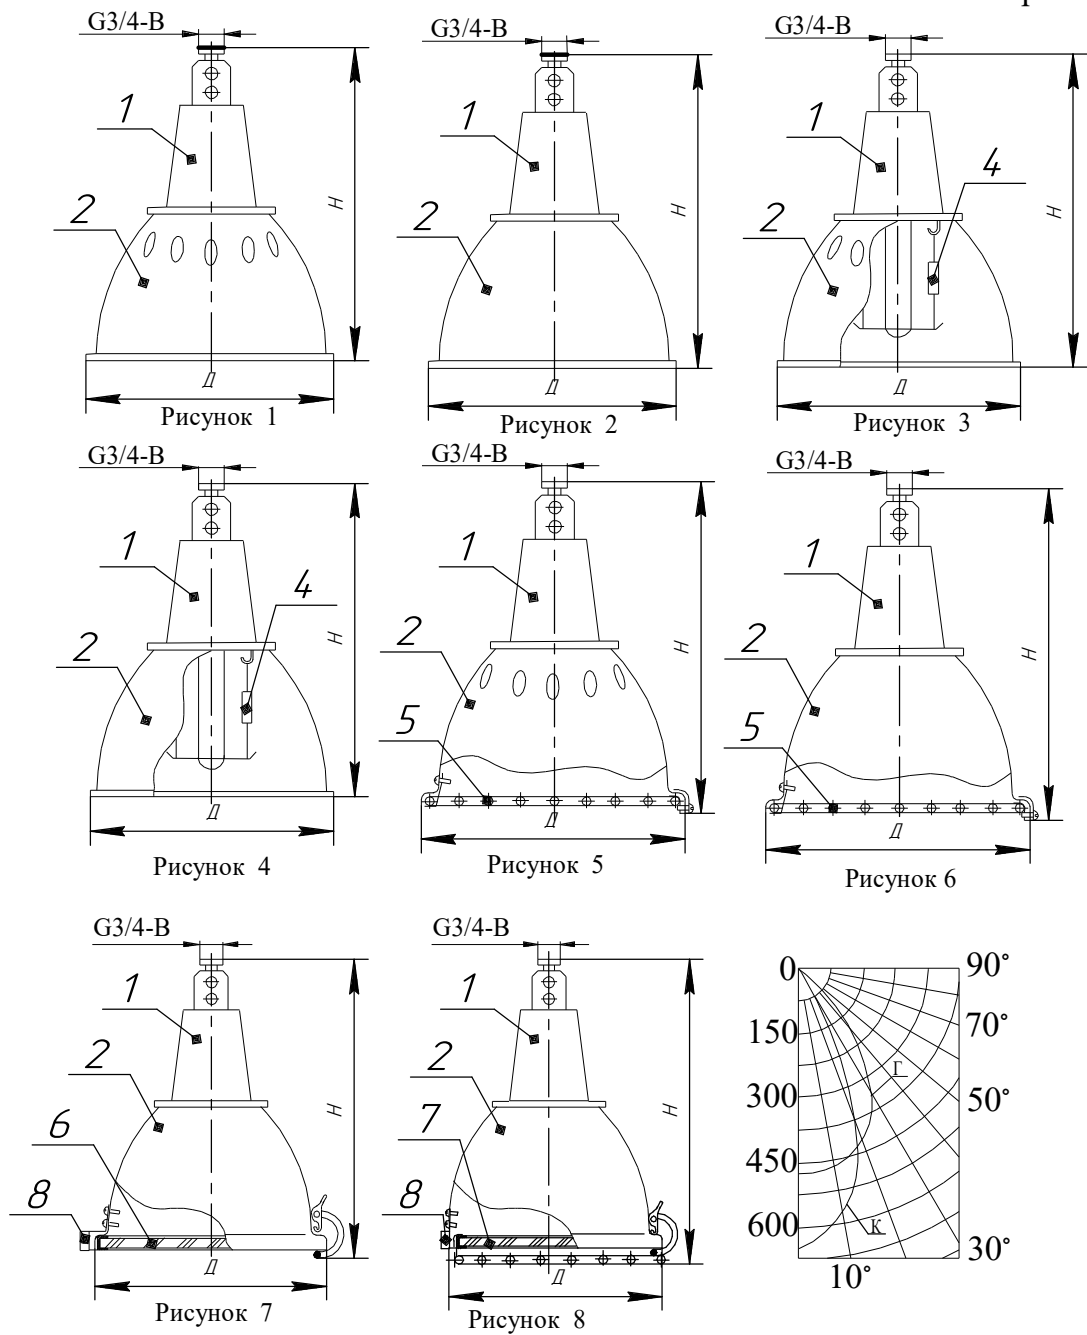 G3/4-В
1
2
Н
Д
Рисунок 1
G3/4-В
1
2
Н
Д
Рисунок 2
G3/4-В
1
4
2
Н
Д
Рисунок 3
G3/4-В
1
4
2
Н
Д
Рисунок 4
G3/4-В
1
2
5
Н
Д
Рисунок 5
G3/4-В
1
2
5
Н
Д
Рисунок 6
G3/4-В
1
2
6
8
Н
Д
Рисунок 7
G3/4-В
1
2
7
8
Н
Д
Рисунок 8
0
90°
150
70°
Г
300
50°
450
600
К
30°
10°